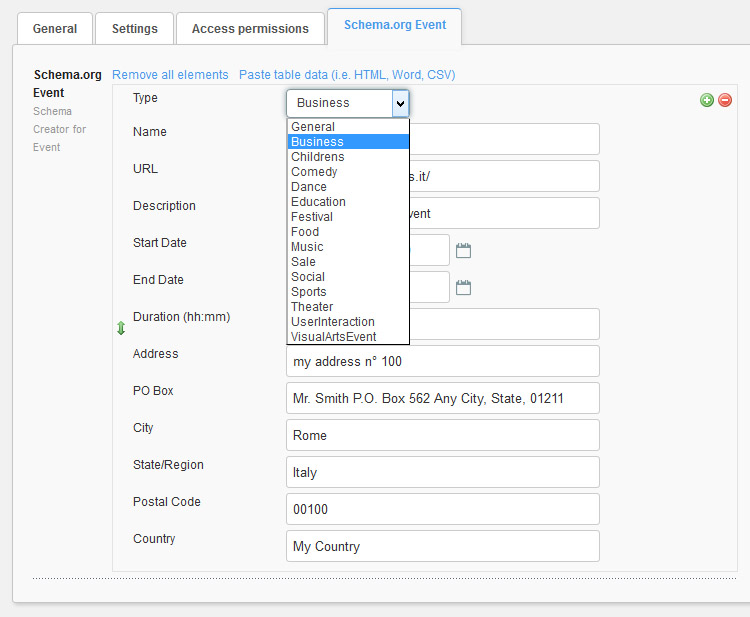 General
Settings
Access permissions
Schema.org Event
Schema.org Event
Schema Creator for Event
Remove all elements
Paste table data (i.e. HTML, Word, CSV)
Type
Business
General
Business
Childrens
Comedy
Dance
Education
Festival
Food
Music
Sale
Social
Sports
Theater
UserInteraction
VisualArtsEvent
Name
URL
s.it/
Description
vent
Start Date
End Date
Duration (hh:mm)
Address
my address n° 100
PO Box
Mr. Smith P.O. Box 562 Any City, State, 01211
City
Rome
State/Region
Italy
Postal Code
00100
Country
My Country